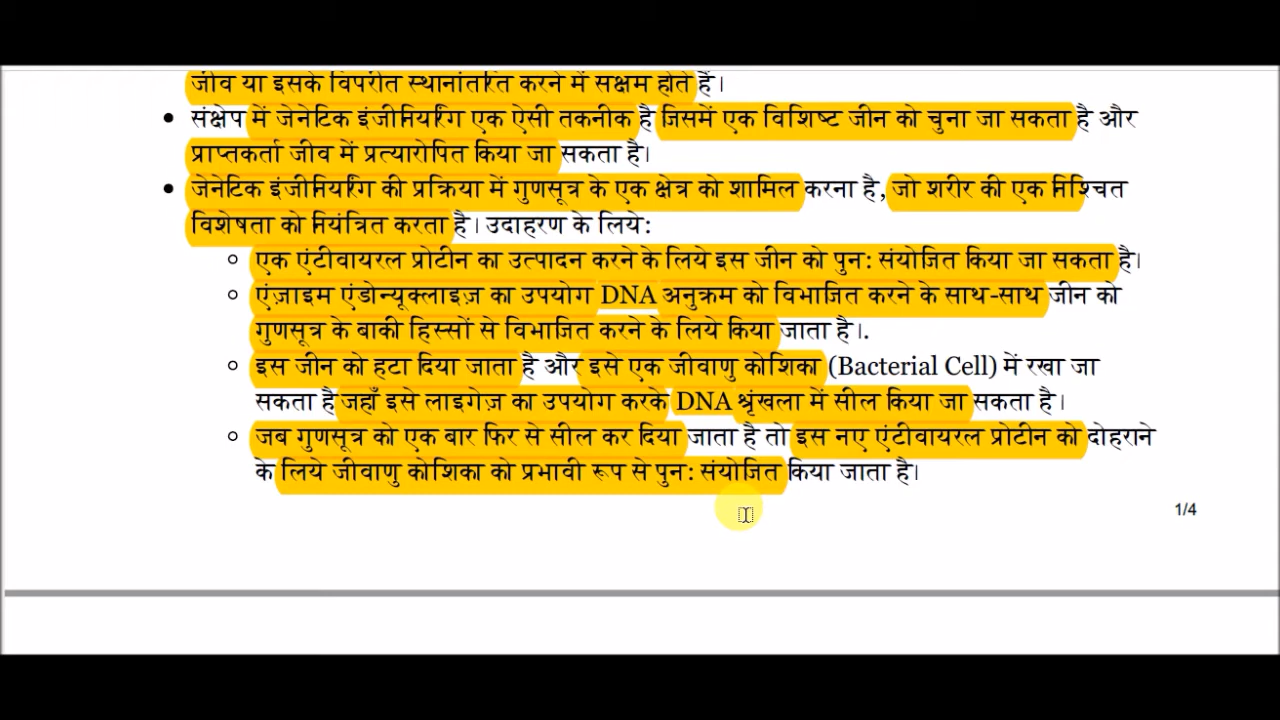 जीव या इसके विपरीत स्थानांतरित करने में सक्षम होते हैं।
• संक्षेप में जेनेटिक इंजीनियरिंग एक ऐसी तकनीक है जिसमें एक विशिष्ट जीन को चुना जा सकता है और
प्राप्तकर्ता जीव में प्रत्यारोपित किया जा सकता है।
• जेनेटिक इंजीनियरिंग की प्रक्रिया में गुणसूत्र के एक क्षेत्र को शामिल करना है, जो शरीर की एक निश्चित
विशेषता को नियंत्रित करता है। उदाहरण के लिये:
○ एक एंटीवायरल प्रोटीन का उत्पादन करने के लिये इस जीन को पुन: संयोजित किया जा सकता है।
○ एंज़ाइम एंडोन्यूक्लाइज़ का उपयोग DNA अनुक्रम को विभाजित करने के साथ-साथ जीन को
गुणसूत्र के बाकी हिस्सों से विभाजित करने के लिये किया जाता है।.
○ इस जीन को हटा दिया जाता है और इसे एक जीवाणु कोशिका (Bacterial Cell) में रखा जा
सकता है जहाँ इसे लाइगेज़ का उपयोग करके DNA श्रृंखला में सील किया जा सकता है।
○ जब गुणसूत्र को एक बार फिर से सील कर दिया जाता है तो इस नए एंटीवायरल प्रोटीन को दोहराने
के लिये जीवाणु कोशिका को प्रभावी रूप से पुन: संयोजित किया जाता है।
1/4